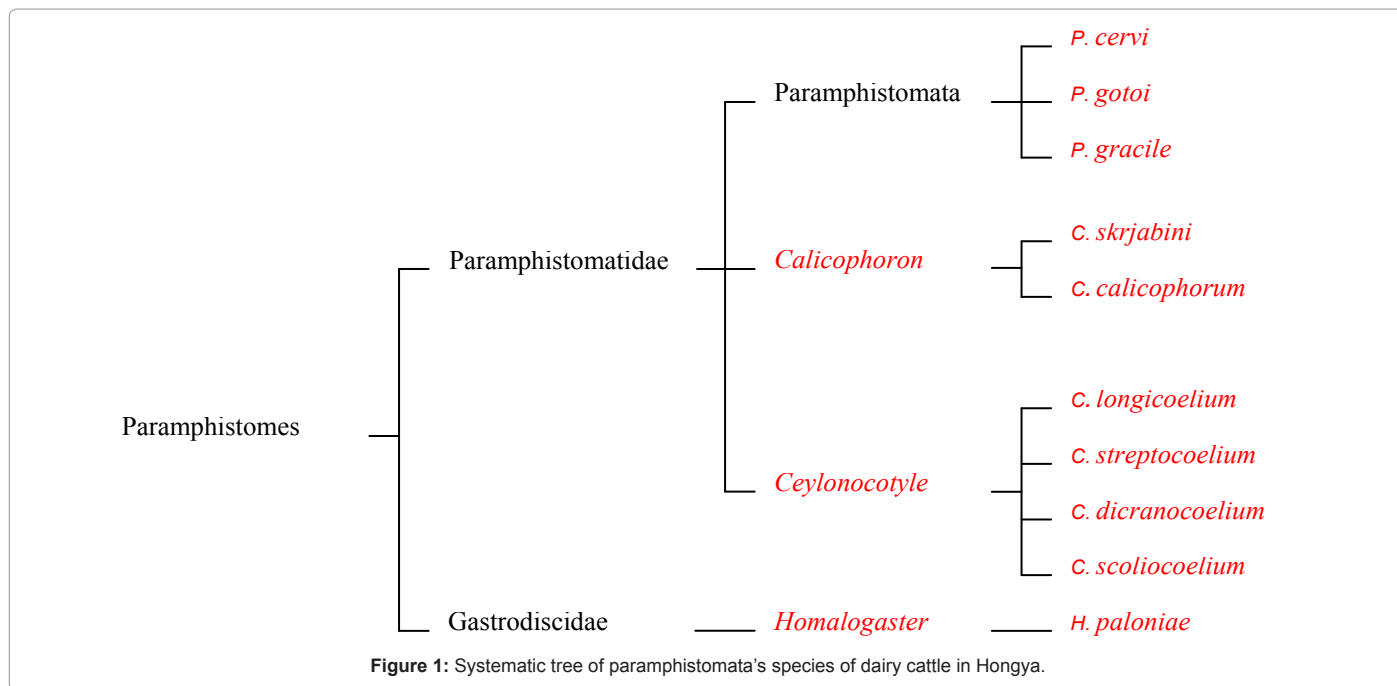 P. cervi
Paramphistomata
P. gotoi
P. gracile
C. skrjabini
Paramphistomatidae
Calicophoron
C. calicophorum
C. longicoelium
Paramphistomes
C. streptocoelium
Ceylonocotyle
C. dicranocoelium
C. scoliocoelium
Gastrodiscidae
Homalogaster
H. paloniae
Figure 1: Systematic tree of paramphistomata's species of dairy cattle in Hongya.